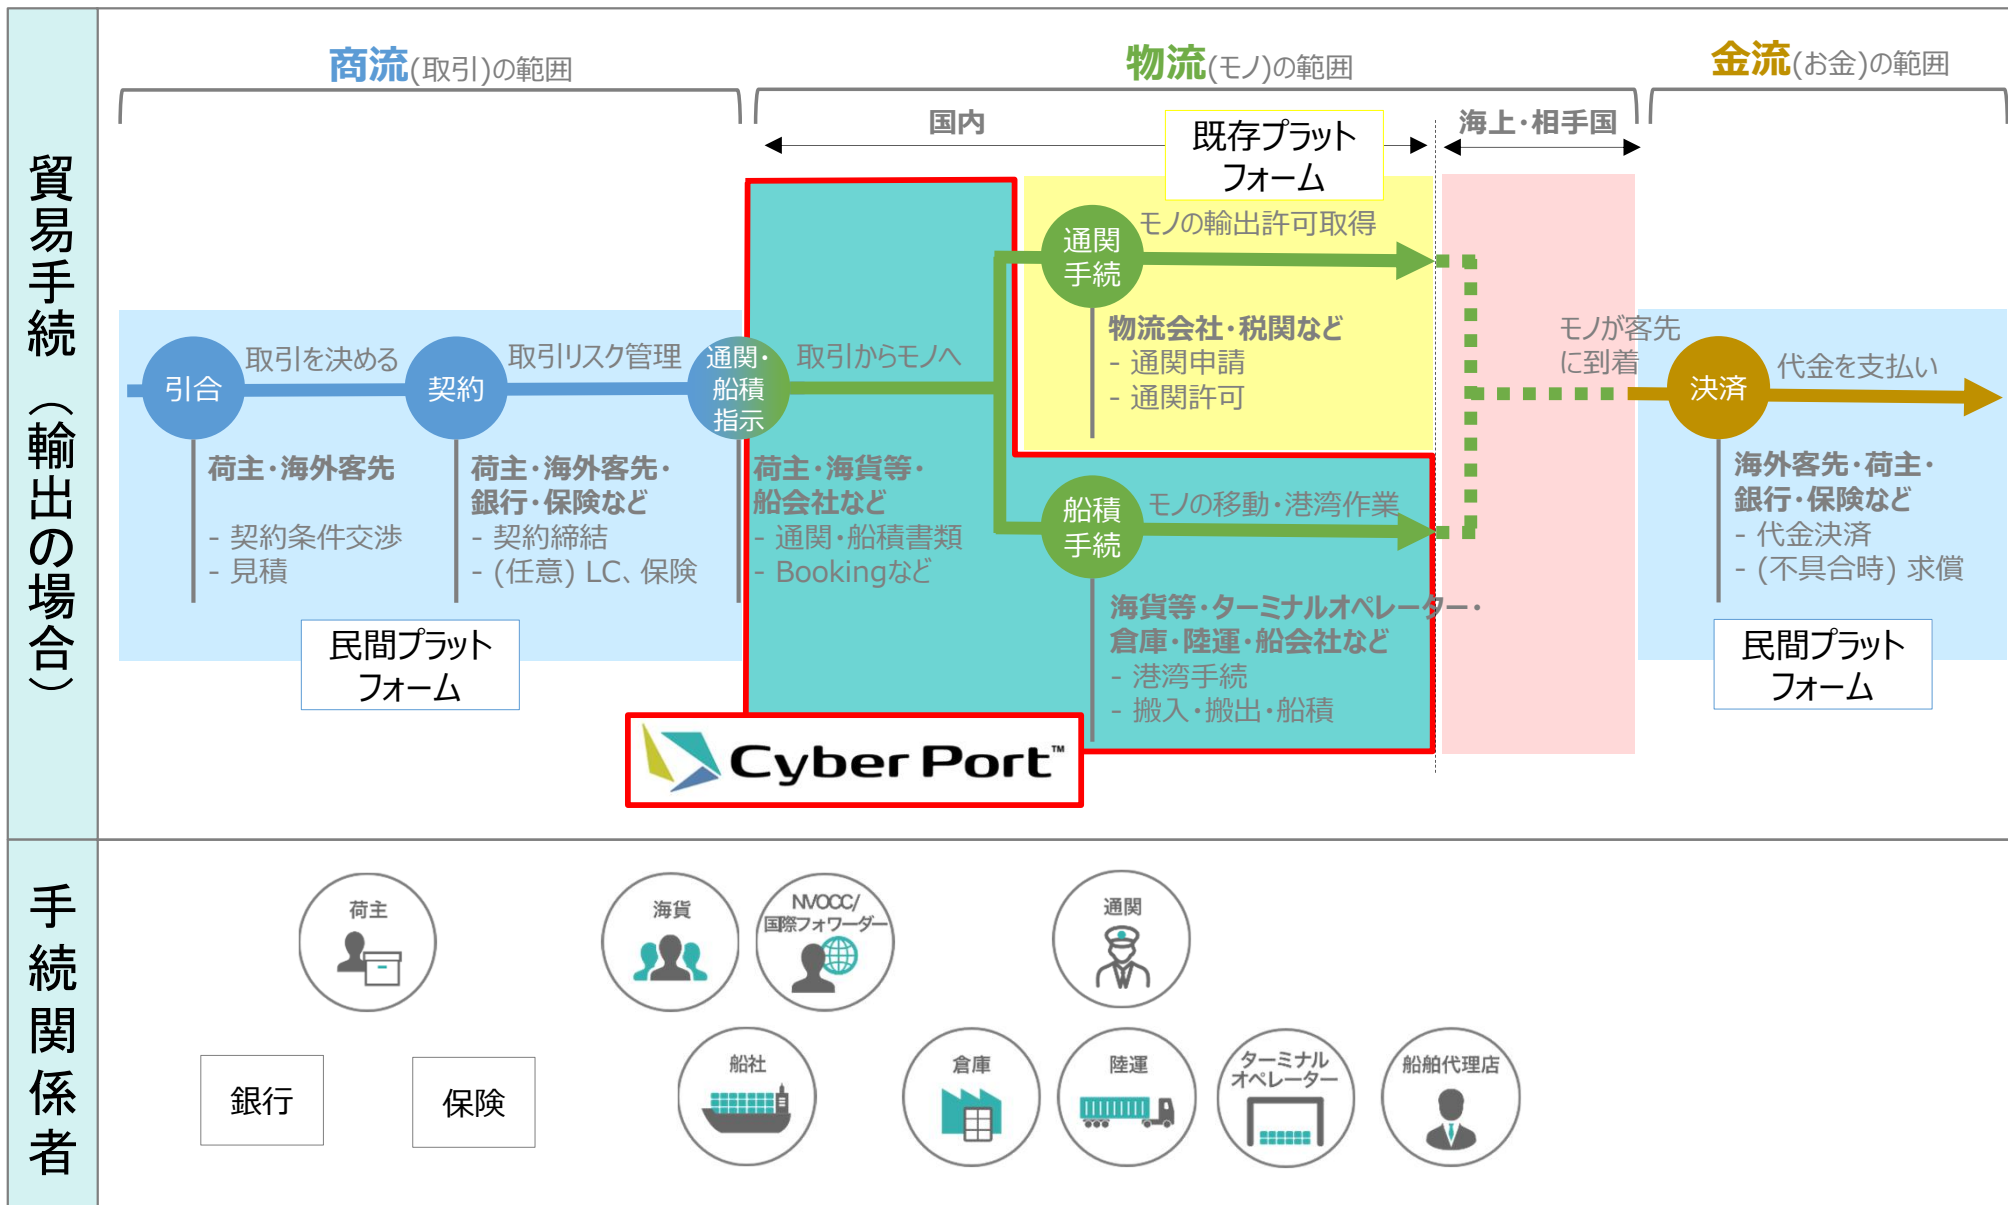 貿易手続（輸出の場合）
商流(取引)の範囲
物流(モノ)の範囲
金流(お金)の範囲
国内
海上・相手国
既存プラット
フォーム
通関
手続
モノの輸出許可取得
物流会社・税関など
- 通関申請
- 通関許可
引合
取引を決める
契約
取引リスク管理
通関・
船積
指示
取引からモノへ
モノが客先
に到着
決済
代金を支払い
荷主・海外客先
- 契約条件交渉
- 見積
荷主・海外客先・
銀行・保険など
- 契約締結
- (任意) LC、保険
荷主・海貨等・
船会社など
- 通関・船積書類
- Bookingなど
船積
手続
モノの移動・港湾作業
海貨等・ターミナルオペレーター・
倉庫・陸運・船会社など
- 港湾手続
- 搬入・搬出・船積
海外客先・荷主・
銀行・保険など
- 代金決済
- (不具合時) 求償
民間プラット
フォーム
民間プラット
フォーム
Cyber Port™
手続関係者
荷主
海貨
NVOCC/
国際フォワーダー
通関
銀行
保険
船社
倉庫
陸運
ターミナル
オペレーター
船舶代理店